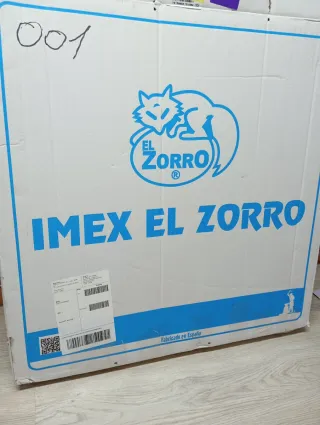 001
EL
ZORRO
®
IMEX EL ZORRO
Fabricado en España